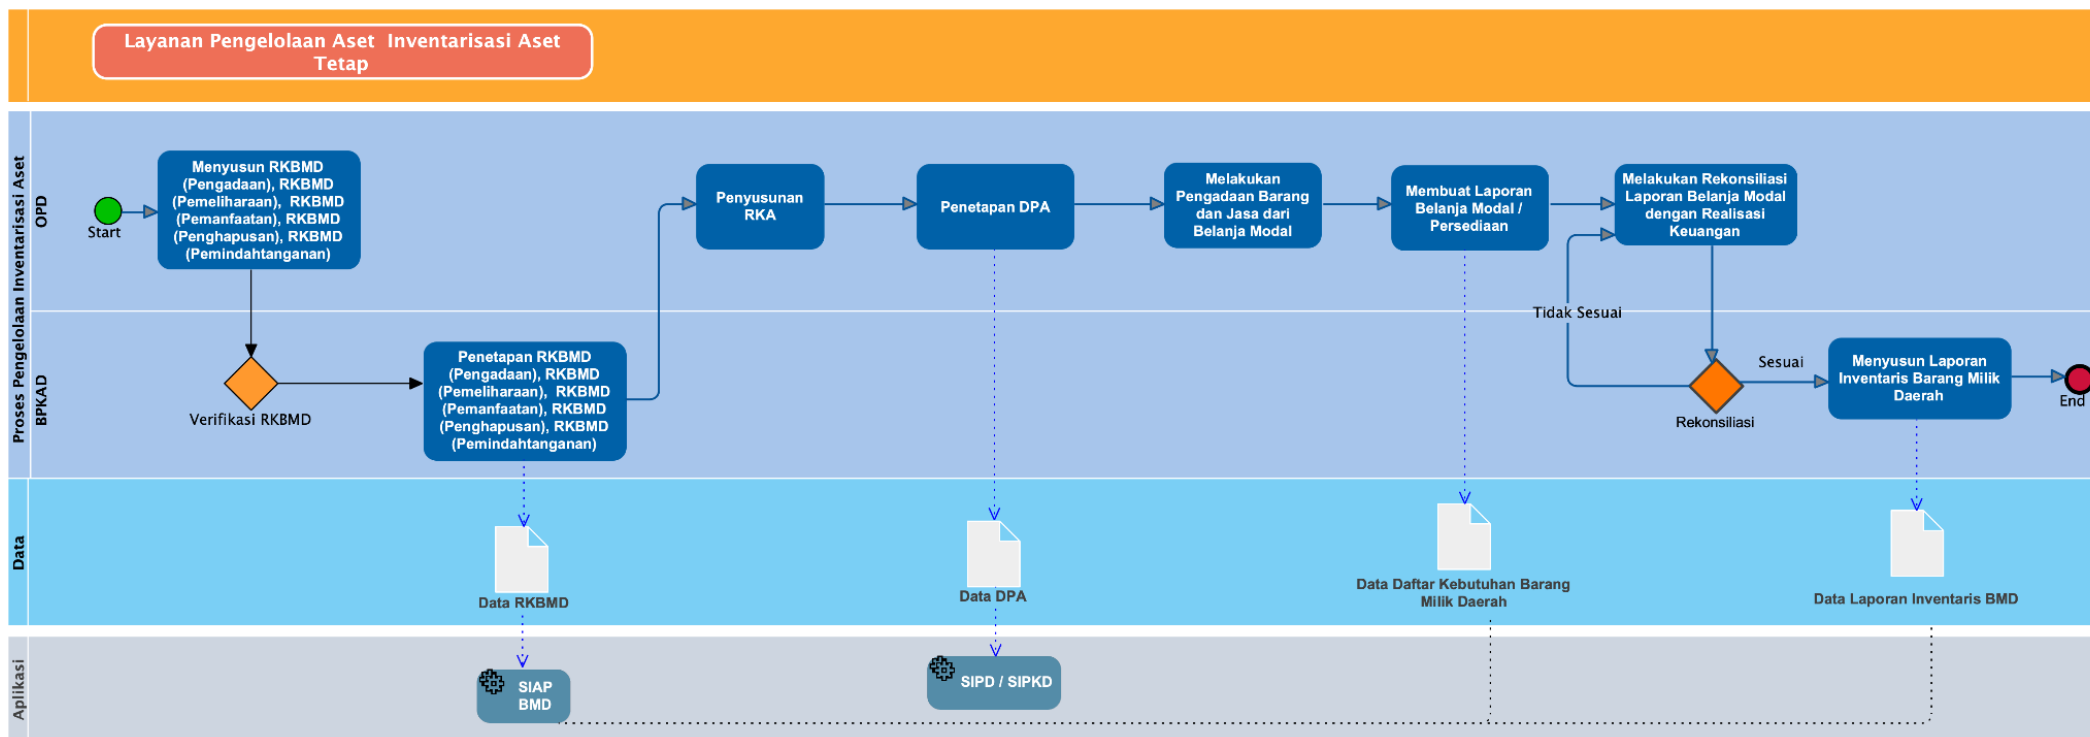 Layanan Pengelolaan Aset  Inventarisasi Aset
Tetap
Proses Pengelolaan Inventarisasi Aset
OPD
Start
Menyusun RKBMD
(Pengadaan), RKBMD
(Pemeliharaan),  RKBMD
(Pemanfaatan), RKBMD
(Penghapusan), RKBMD
(Pemindahtanganan)
Penyusunan
RKA
Penetapan DPA
Melakukan
Pengadaan Barang
dan Jasa dari
Belanja Modal
Membuat Laporan
Belanja Modal /
Persediaan
Melakukan Rekonsiliasi
Laporan Belanja Modal
dengan Realisasi
Keuangan
Tidak Sesuai
BPKAD
Verifikasi RKBMD
Penetapan RKBMD
(Pengadaan), RKBMD
(Pemeliharaan),  RKBMD
(Pemanfaatan), RKBMD
(Penghapusan), RKBMD
(Pemindahtanganan)
Rekonsiliasi
Sesuai
Menyusun Laporan
Inventaris Barang Milik
Daerah
End
Data
Data RKBMD
Data DPA
Data Daftar Kebutuhan Barang
Milik Daerah
Data Laporan Inventaris BMD
Aplikasi
SIAP
BMD
SIPD / SIPKD